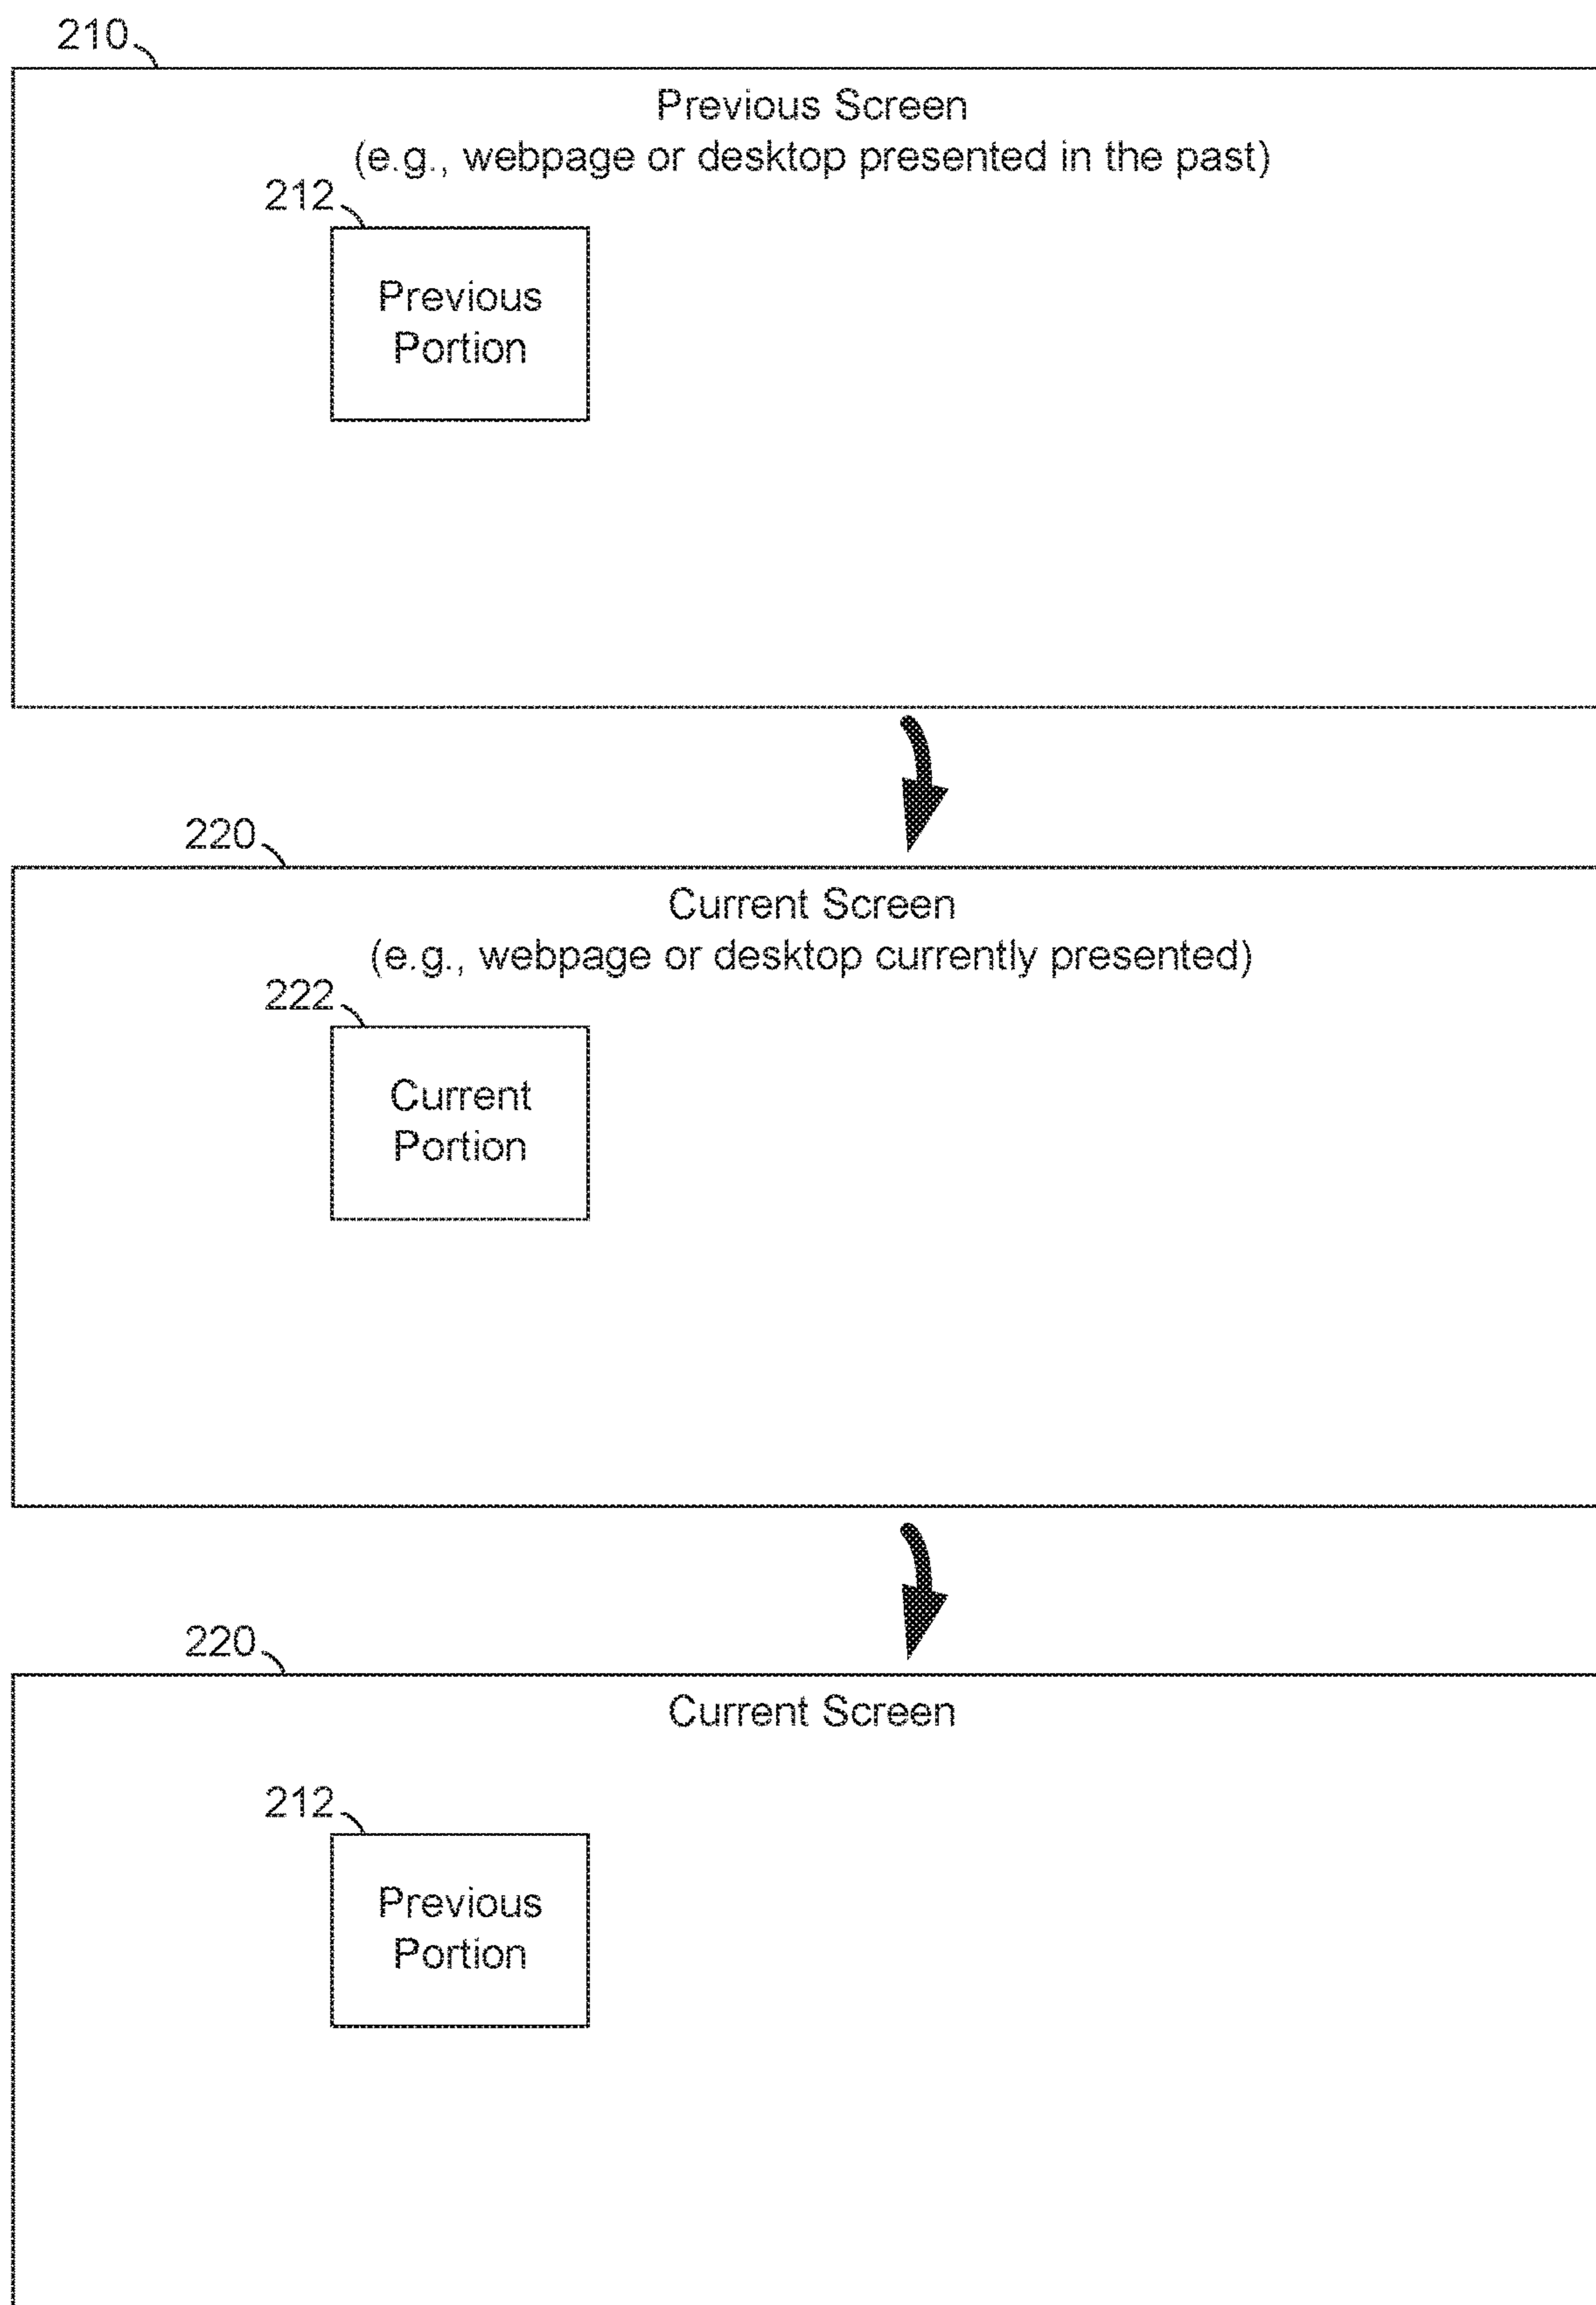 210
Previous Screen
(e.g., webpage or desktop presented in the past)
212
Previous
Portion
220
Current Screen
(e.g., webpage or desktop currently presented)
222
Current
Portion
220
Current Screen
212
Previous
Portion